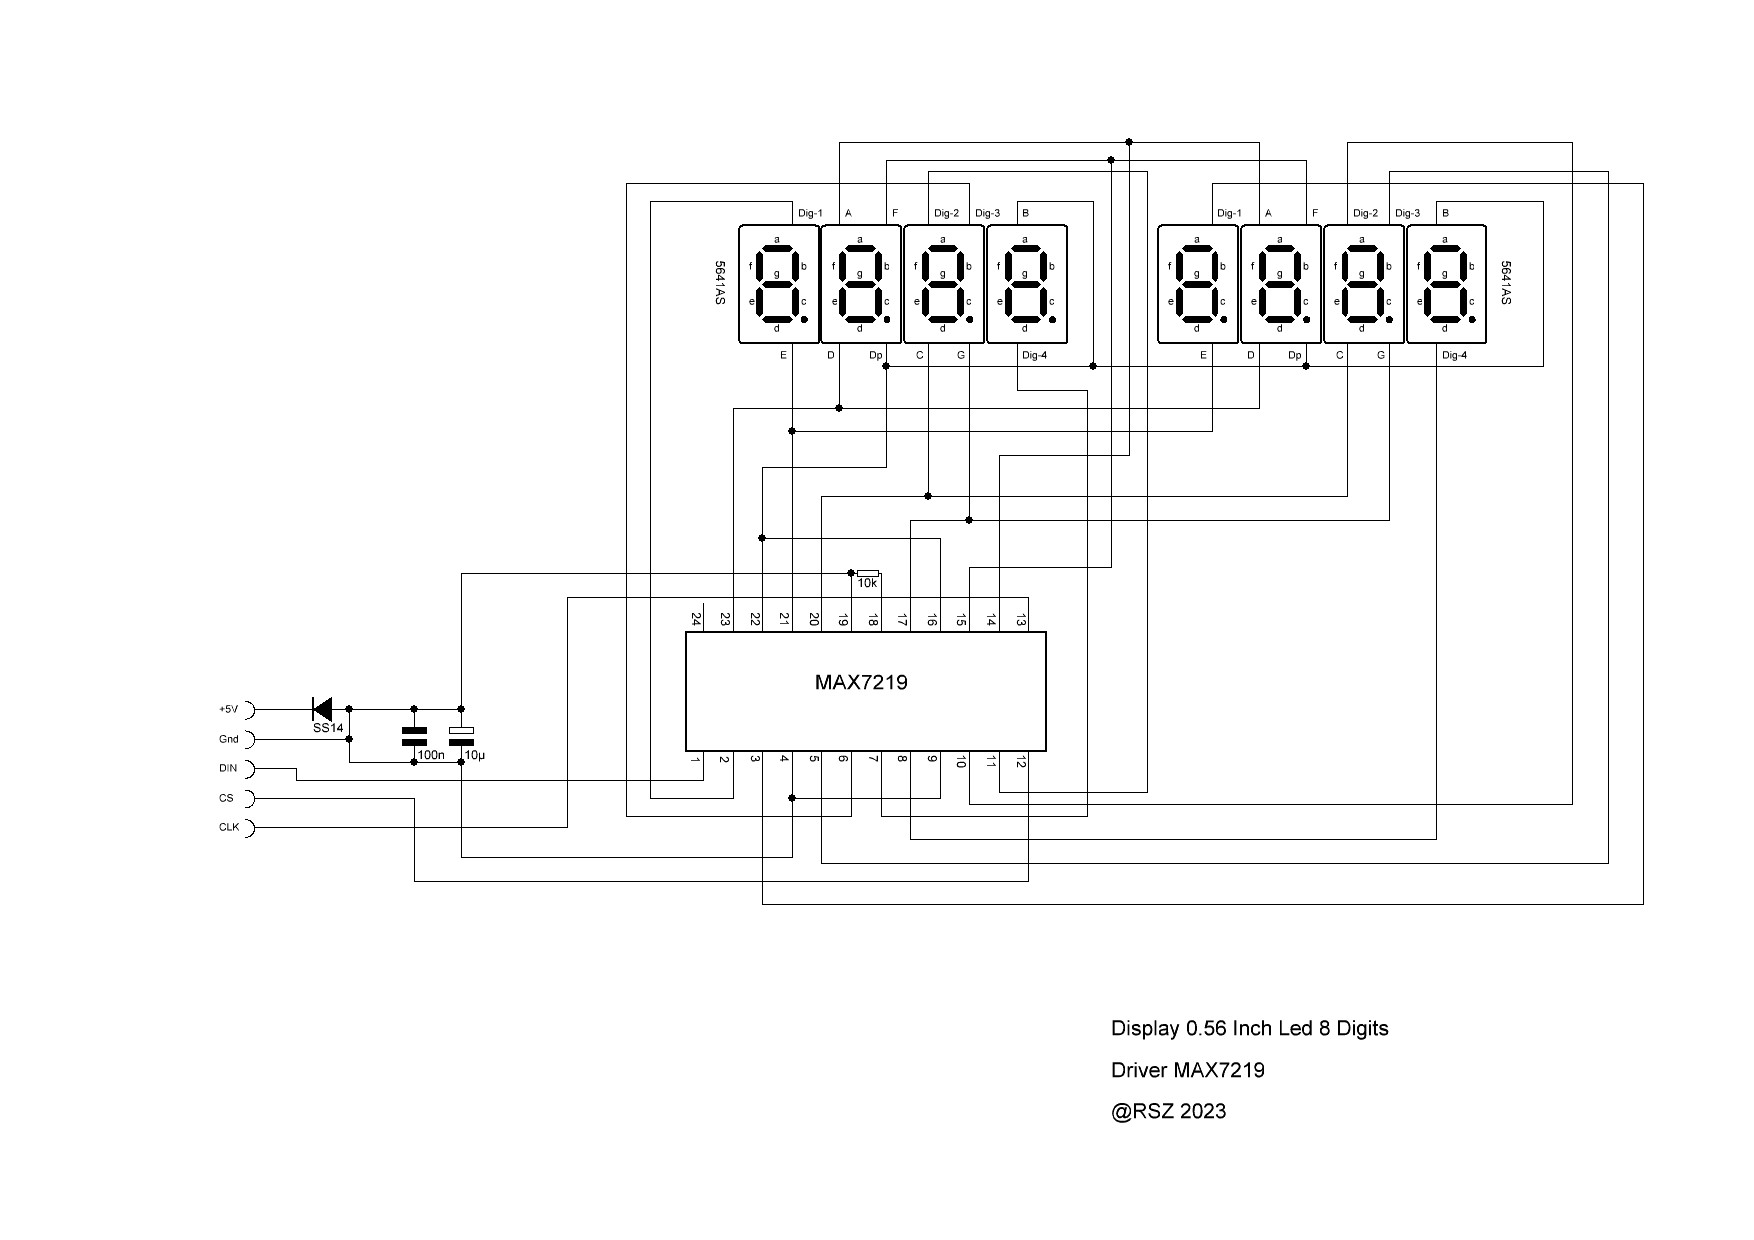 Dig-1 A F Dig-2 Dig-3 B
Dig-1 A F Dig-2 Dig-3 B
5641AS
a f b g e c d
a f b g e c d
a f b g e c d
a f b g e c d
a f b g e c d
a f b g e c d
a f b g e c d
a f b g e c d
5641AS
E D Dp C G Dig-4
E D Dp C G Dig-4
10k
24 23 22 21 20 19 18 17 16 15 14 13
MAX7219
1 2 3 4 5 6 7 8 9 10 11 12
+5V
SS14
Gnd
100n
10µ
DIN
CS
CLK
Display 0.56 Inch Led 8 Digits
Driver MAX7219
@RSZ 2023